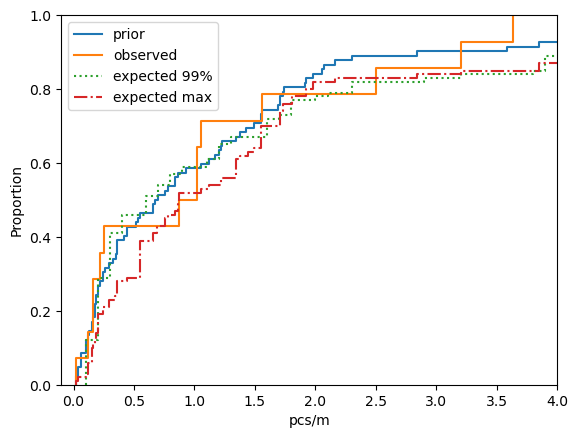 1.0
0.8
0.6
0.4
0.2
0.0
Proportion
prior
observed
expected 99%
expected max
0.0 0.5 1.0 1.5 2.0 2.5 3.0 3.5 4.0
pcs/m